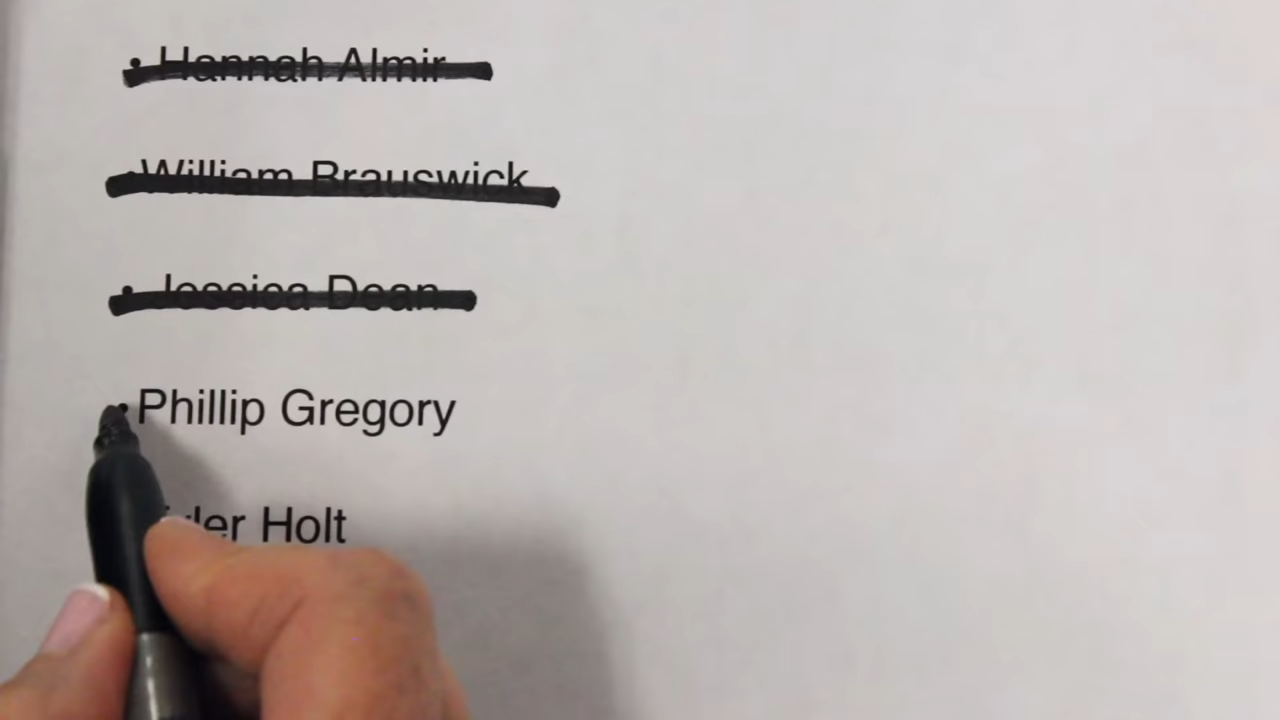 • Hannah Almir
• William Brauswick
• Jessica Dean
• Phillip Gregory
Holt